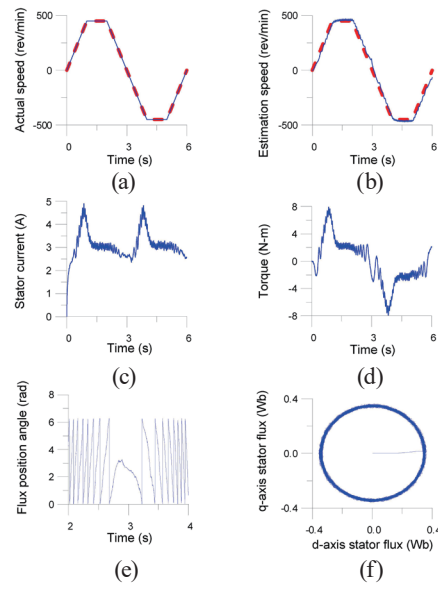 500
0
-500
Actual speed (rev/min)
0 3 6
Time (s)
(a)
500
0
-500
Estimation speed (rev/min)
0 3 6
Time (s)
(b)
5
4
3
2
1
0
Stator current (A)
0 3 6
Time (s)
(c)
8
4
0
-4
-8
Torque (N-m)
0 3 6
Time (s)
(d)
8
6
4
2
0
Flux position angle (rad)
2 3 4
Time (s)
(e)
0.4
0.0
-0.4
q-axis stator flux (Wb)
-0.4 0.0 0.4
d-axis stator flux (Wb)
(f)